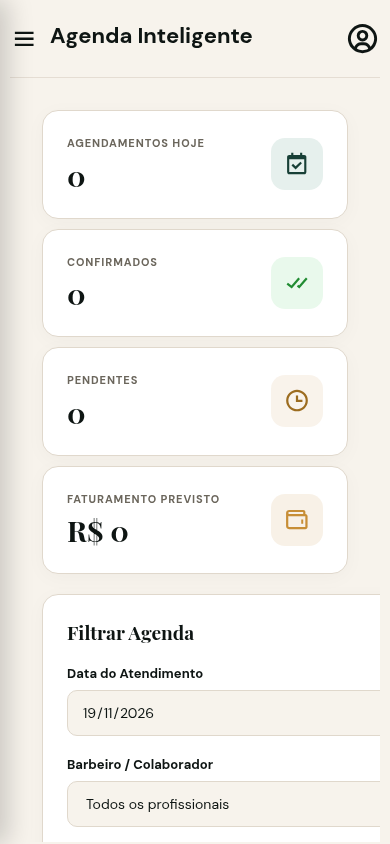 Agenda Inteligente
AGENDAMENTOS HOJE
0
CONFIRMADOS
0
PENDENTES
0
FATURAMENTO PREVISTO
R$ 0
Filtrar Agenda
Data do Atendimento
19/11/2026
Barbeiro / Colaborador
Todos os profissionais